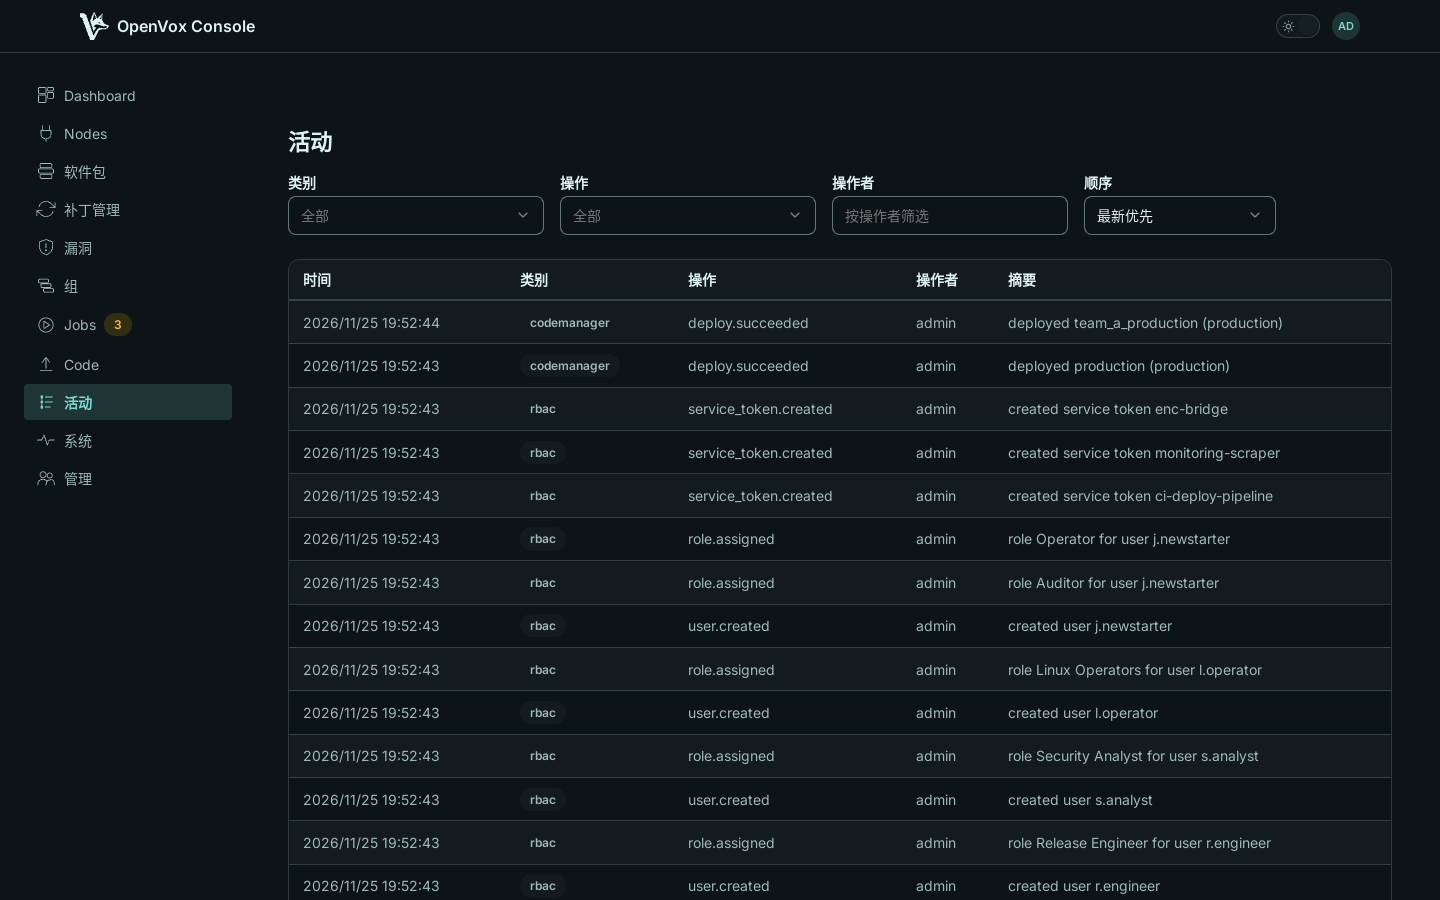 OpenVox Console
AD
Dashboard
Nodes
软件包
补丁管理
漏洞
组
Jobs 3
Code
活动
系统
管理
活动
类别 操作 操作者 顺序
全部 全部 按操作者筛选 最新优先
时间 类别 操作 操作者 摘要
2026/11/25 19:52:44 codemanager deploy.succeeded admin deployed team_a_production (production)
2026/11/25 19:52:43 codemanager deploy.succeeded admin deployed production (production)
2026/11/25 19:52:43 rbac service_token.created admin created service token enc-bridge
2026/11/25 19:52:43 rbac service_token.created admin created service token monitoring-scraper
2026/11/25 19:52:43 rbac service_token.created admin created service token ci-deploy-pipeline
2026/11/25 19:52:43 rbac role.assigned admin role Operator for user j.newstarter
2026/11/25 19:52:43 rbac role.assigned admin role Auditor for user j.newstarter
2026/11/25 19:52:43 rbac user.created admin created user j.newstarter
2026/11/25 19:52:43 rbac role.assigned admin role Linux Operators for user l.operator
2026/11/25 19:52:43 rbac user.created admin created user l.operator
2026/11/25 19:52:43 rbac role.assigned admin role Security Analyst for user s.analyst
2026/11/25 19:52:43 rbac user.created admin created user s.analyst
2026/11/25 19:52:43 rbac role.assigned admin role Release Engineer for user r.engineer
2026/11/25 19:52:43 rbac user.created admin created user r.engineer